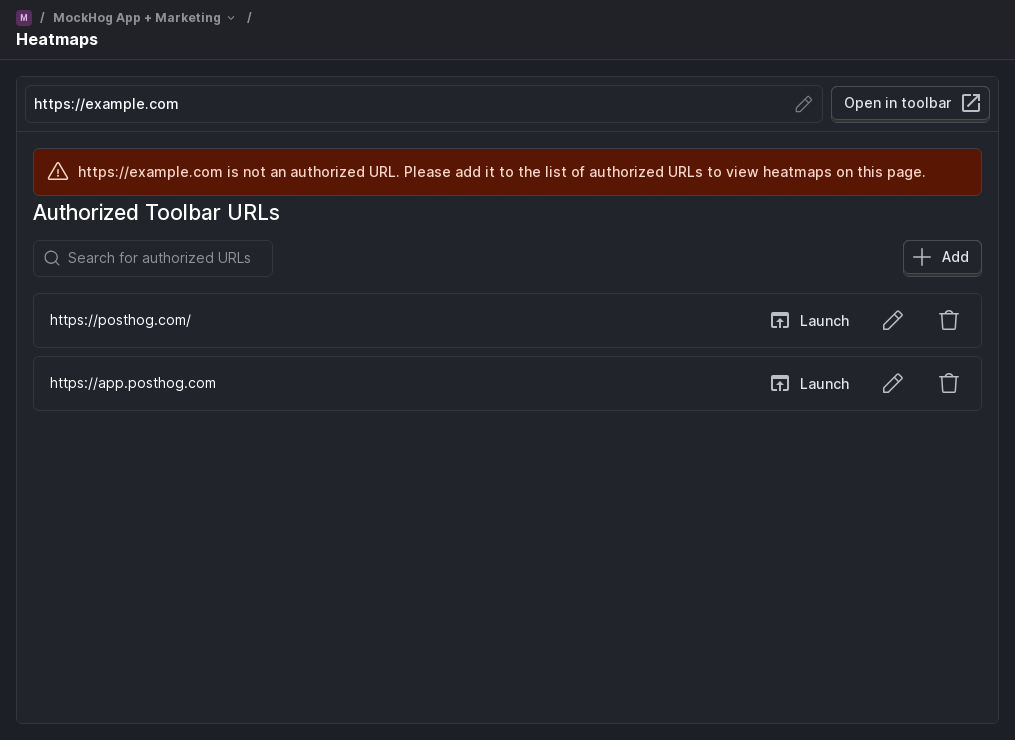 M / MockHog App + Marketing /
Heatmaps
https://example.com
Open in toolbar
https://example.com is not an authorized URL. Please add it to the list of authorized URLs to view heatmaps on this page.
Authorized Toolbar URLs
Search for authorized URLs
Add
https://posthog.com/
Launch
https://app.posthog.com
Launch